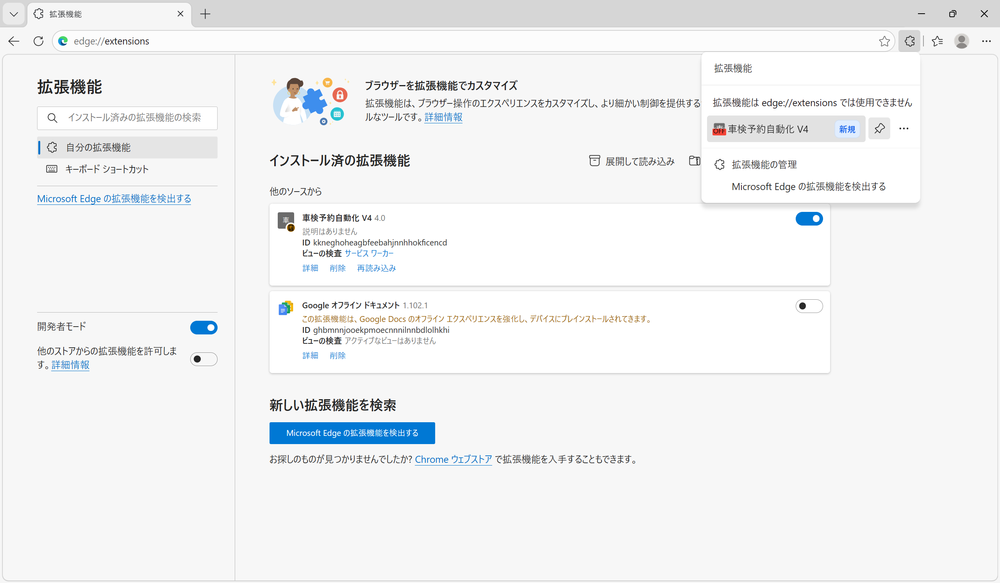 拡張機能
edge://extensions
拡張機能
インストール済みの拡張機能の検索
自分の拡張機能
キーボード ショートカット
Microsoft Edge の拡張機能を検出する
開発者モード
他のストアからの拡張機能を許可しま
す。詳細情報
ブラウザーを拡張機能でカスタマイズ
拡張機能は、ブラウザー操作のエクスペリエンスをカスタマイズし、より細かい制御を提供する
ルなツールです。詳細情報
インストール済の拡張機能
展開して読み込み
他のソースから
車
車検予約自動化 V4 4.0
説明はありません
ID kkneghoheagbfeebahjnnhhokficencd
ビューの検査 サービス ワーカー
詳細 削除 再読み込み
Google オフライン ドキュメント 1.102.1
この拡張機能は、Google Docs のオフライン エクスペリエンスを強化し、デバイスにプレインストールされてきます。
ID ghbmnnjooekpmoecnnnilnnbdlolhkhi
ビューの検査 アクティブなビューはありません
詳細 削除
新しい拡張機能を検索
Microsoft Edge の拡張機能を検出する
お探しのものが見つかりませんでしたか? Chrome ウェブストア で拡張機能を入手することもできます。
拡張機能
拡張機能は edge://extensions では使用できません
OFF 車検予約自動化 V4 新規
拡張機能の管理
Microsoft Edge の拡張機能を検出する